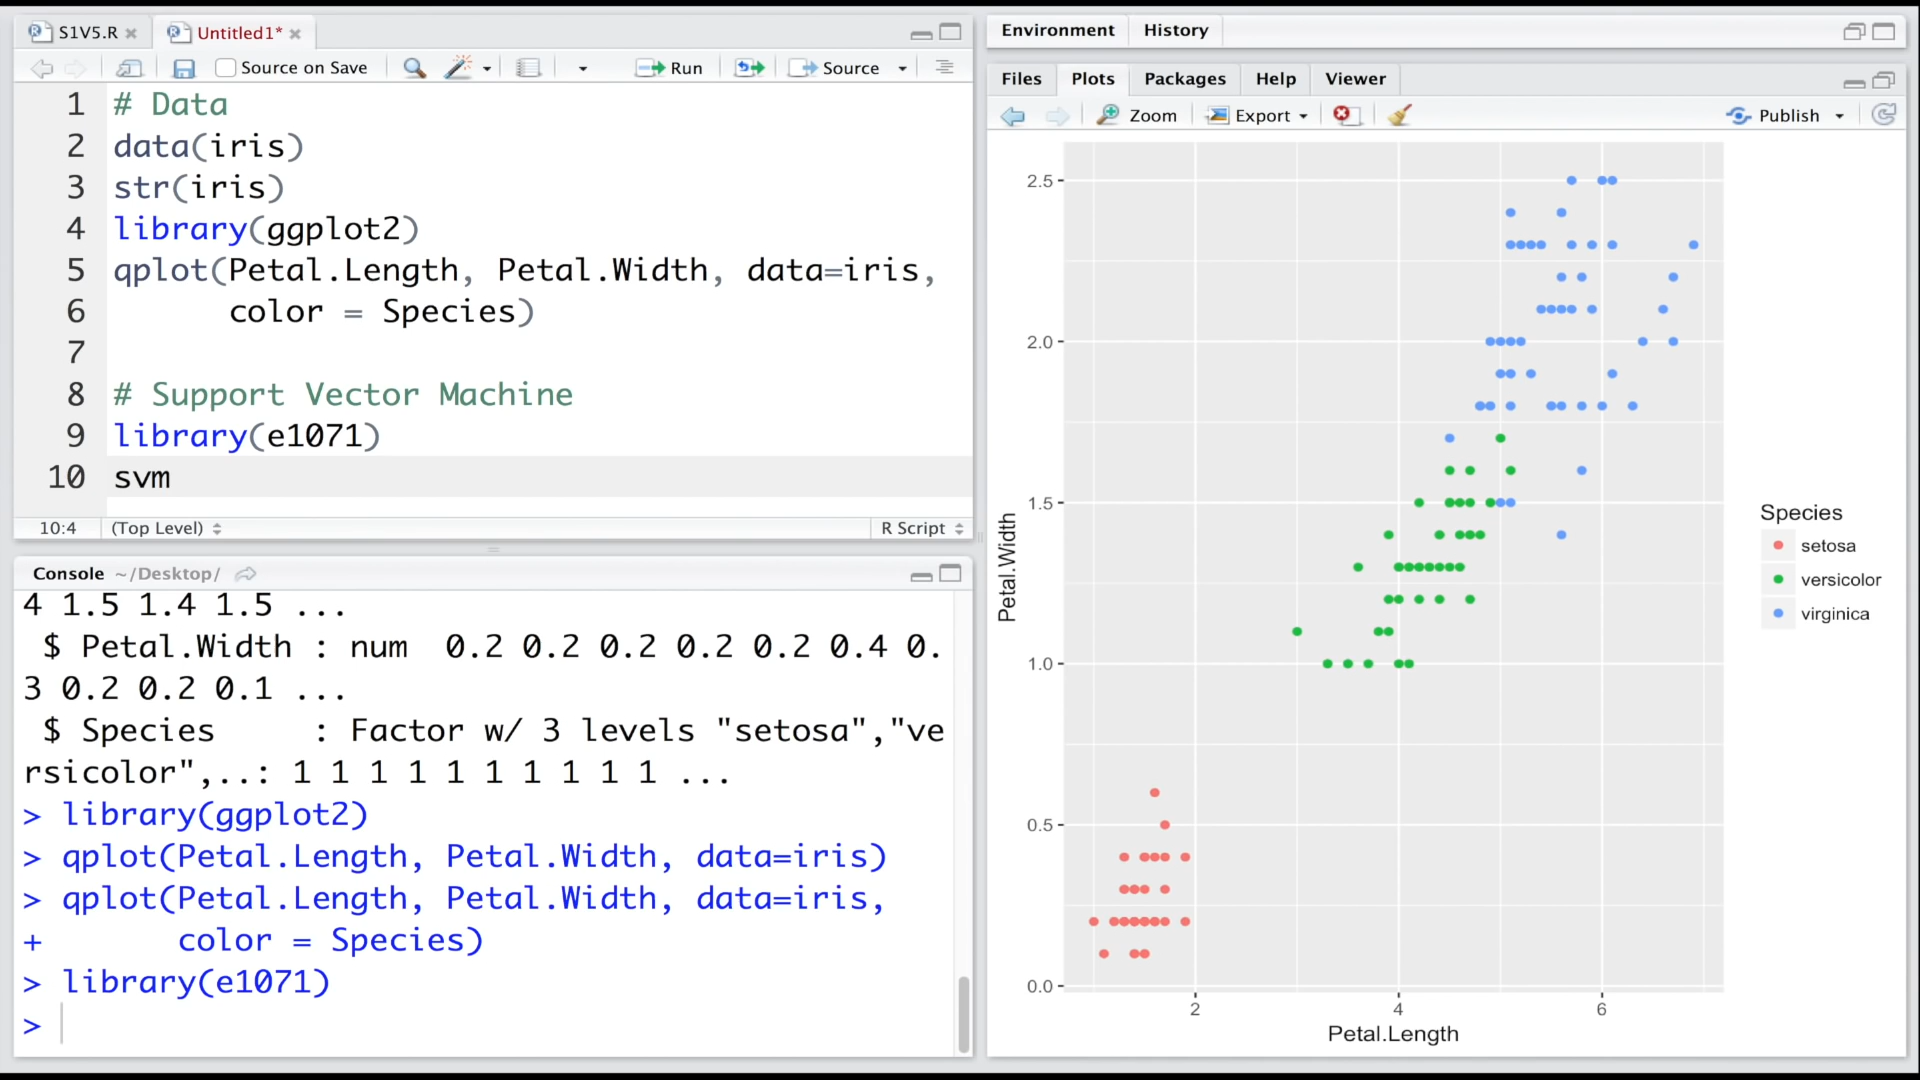 S1V5.R
Untitled1*
Source on Save
Run
Source
1 # Data
2 data(iris)
3 str(iris)
4 library(ggplot2)
5 qplot(Petal.Length, Petal.Width, data=iris,
6       color = Species)
7
8 # Support Vector Machine
9 library(e1071)
10 svm
10:4 (Top Level) R Script
Console ~/Desktop/
4 1.5 1.4 1.5 ...
 $ Petal.Width : num  0.2 0.2 0.2 0.2 0.2 0.4 0.
3 0.2 0.2 0.1 ...
 $ Species     : Factor w/ 3 levels "setosa","ve
rsicolor",..: 1 1 1 1 1 1 1 1 1 1 ...
> library(ggplot2)
> qplot(Petal.Length, Petal.Width, data=iris)
> qplot(Petal.Length, Petal.Width, data=iris,
+       color = Species)
> library(e1071)
>
Environment History
Files Plots Packages Help Viewer
Zoom Export Publish
2.5
2.0
1.5
1.0
0.5
0.0
Petal.Width
2 4 6
Petal.Length
Species
setosa
versicolor
virginica